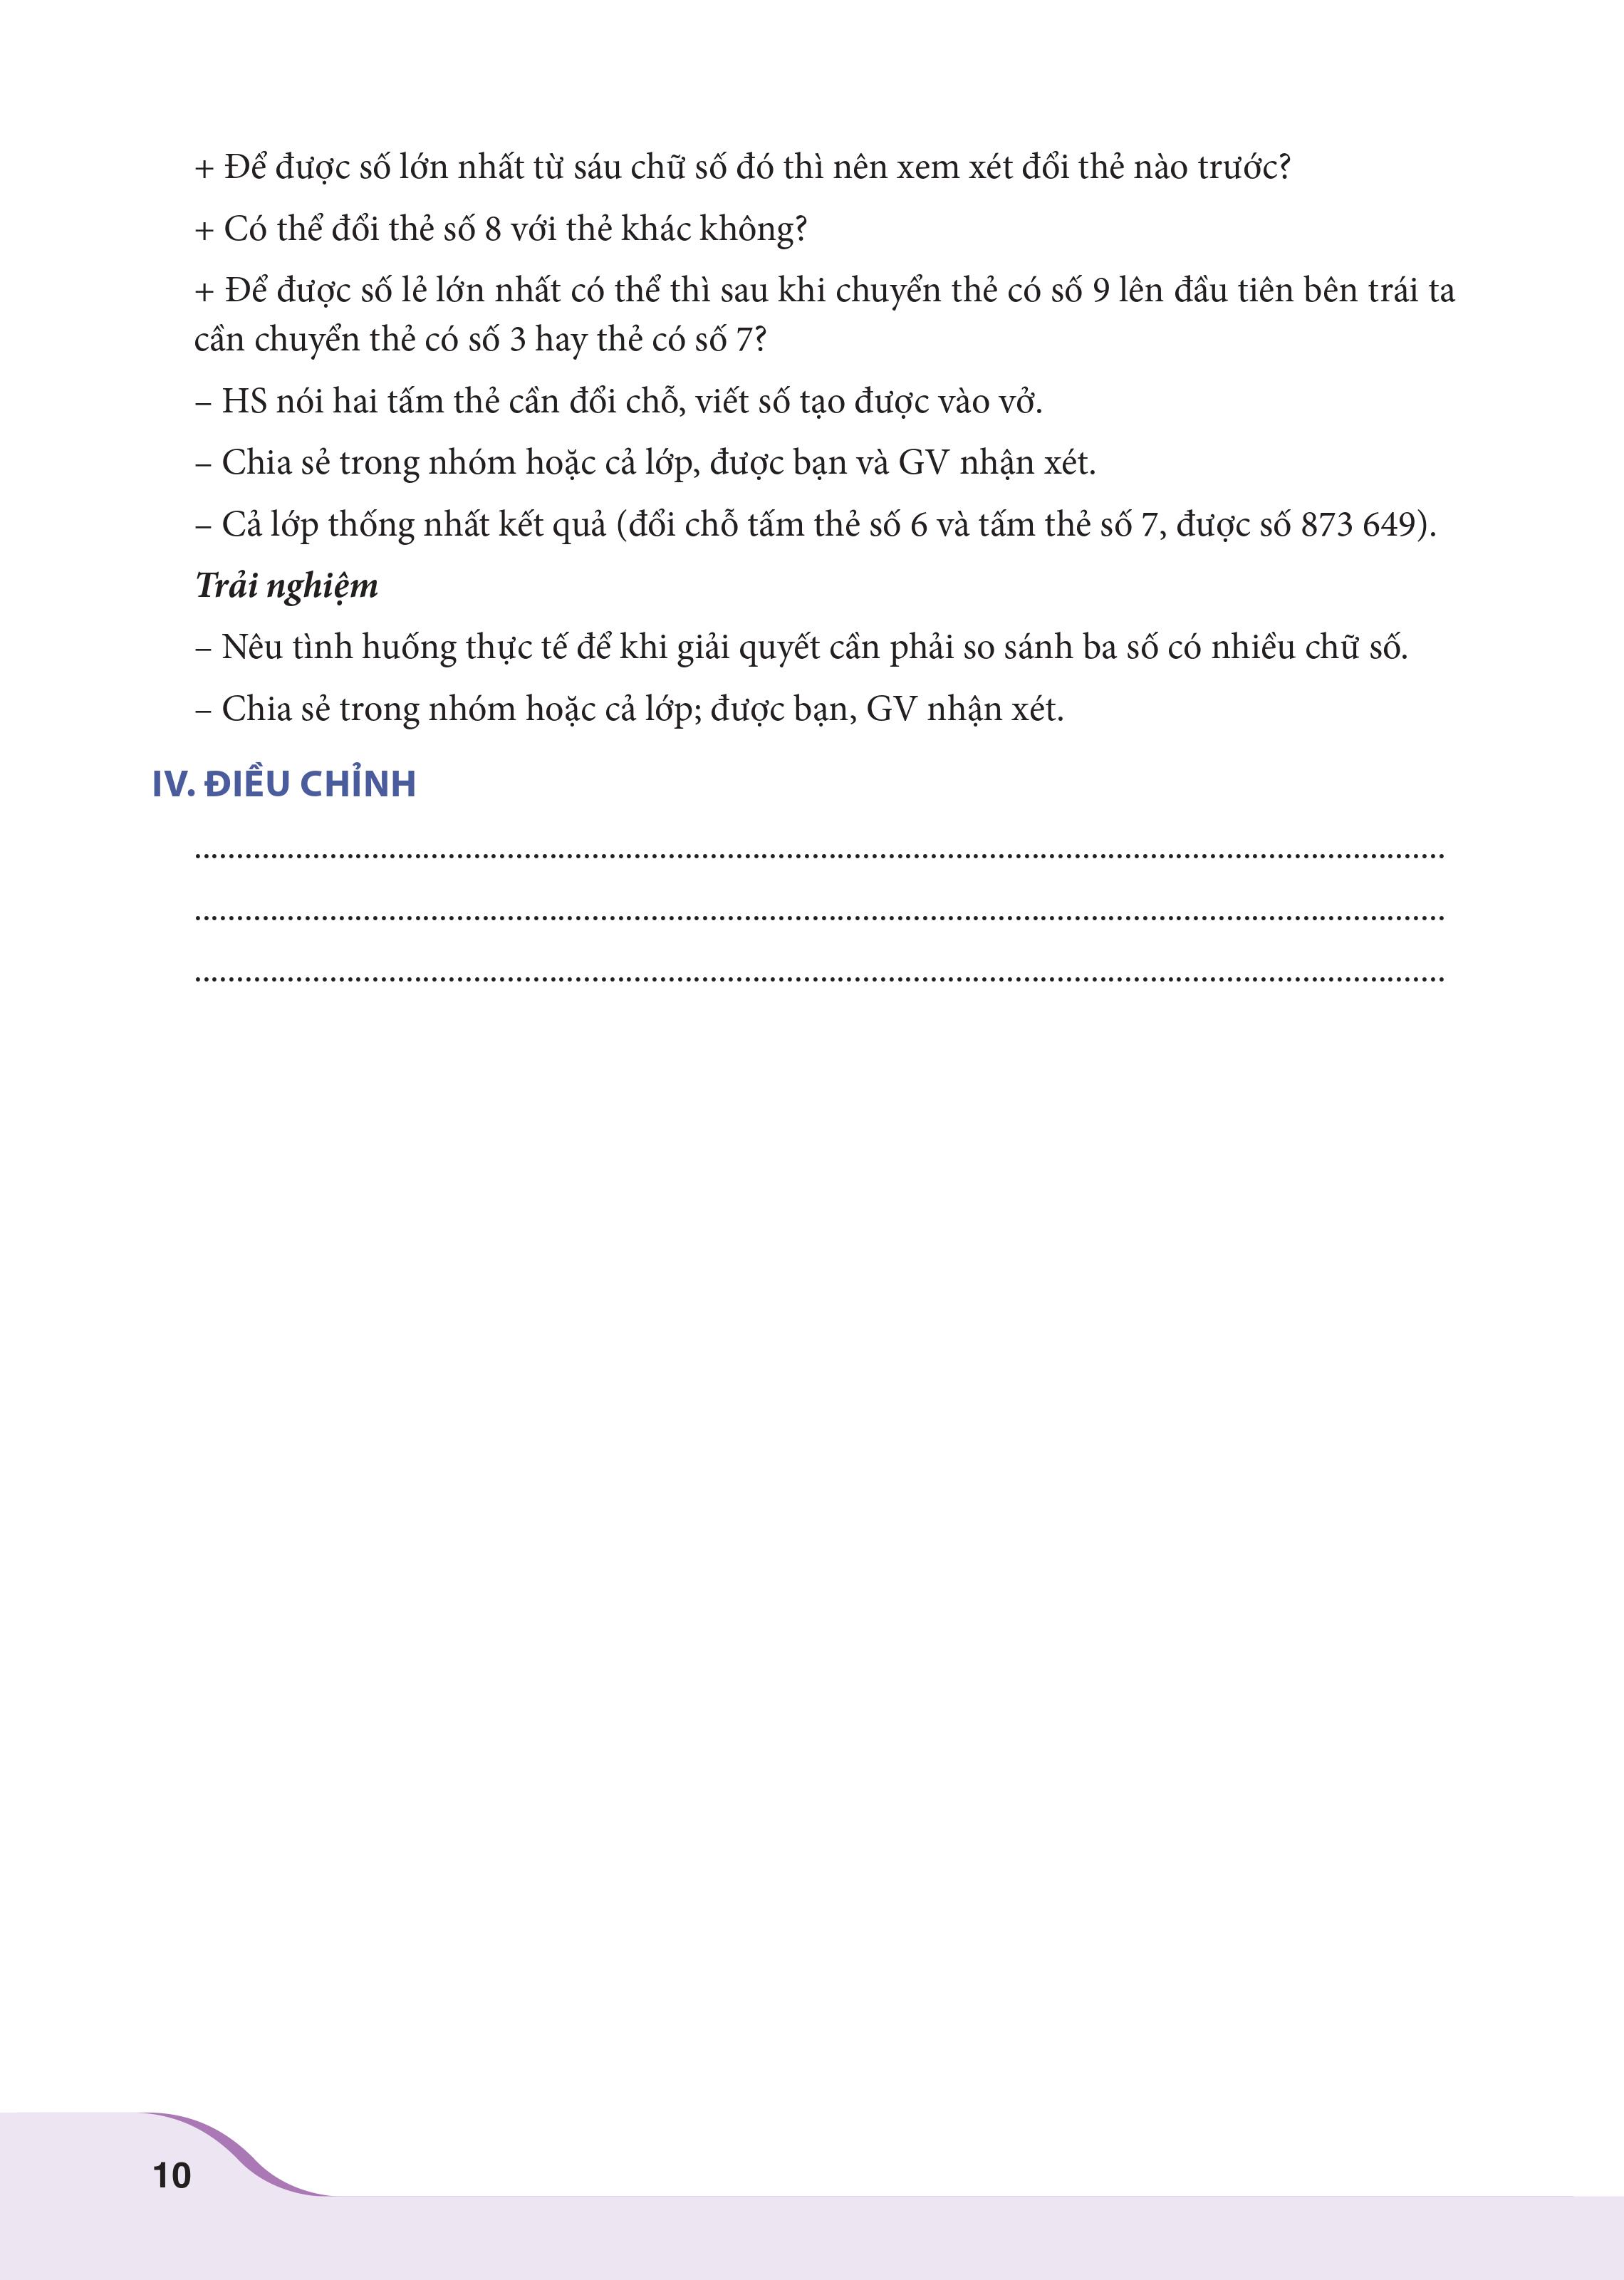 + Để được số lớn nhất từ sáu chữ số đó thì nên xem xét đổi thẻ nào trước?
+ Có thể đổi thẻ số 8 với thẻ khác không?
+ Để được số lẻ lớn nhất có thể thì sau khi chuyển thẻ có số 9 lên đầu tiên bên trái ta
cần chuyển thẻ có số 3 hay thẻ có số 7?
– HS nói hai tấm thẻ cần đổi chỗ, viết số tạo được vào vở.
– Chia sẻ trong nhóm hoặc cả lớp, được bạn và GV nhận xét.
– Cả lớp thống nhất kết quả (đổi chỗ tấm thẻ số 6 và tấm thẻ số 7, được số 873 649).
Trải nghiệm
– Nêu tình huống thực tế để khi giải quyết cần phải so sánh ba số có nhiều chữ số.
– Chia sẻ trong nhóm hoặc cả lớp; được bạn, GV nhận xét.
IV. ĐIỀU CHỈNH
10